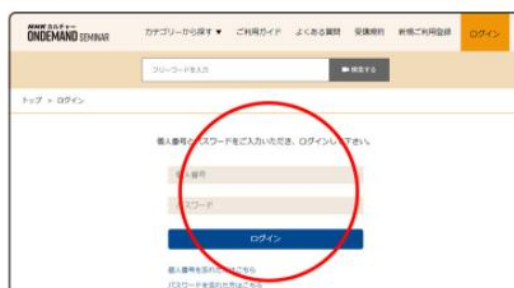 NHKカルチャー
ONDEMAND SEMINAR
カテゴリーから探す ▼ ご利用ガイド よくある質問 受講規約 新規ご利用登録 ログイン
フリーワードを入力 検索する
トップ > ログイン
個人番号とパスワードをご入力いただき、ログインして下さい。
個人番号
パスワード
ログイン
個人番号を忘れた方はこちら
パスワードを忘れた方はこちら